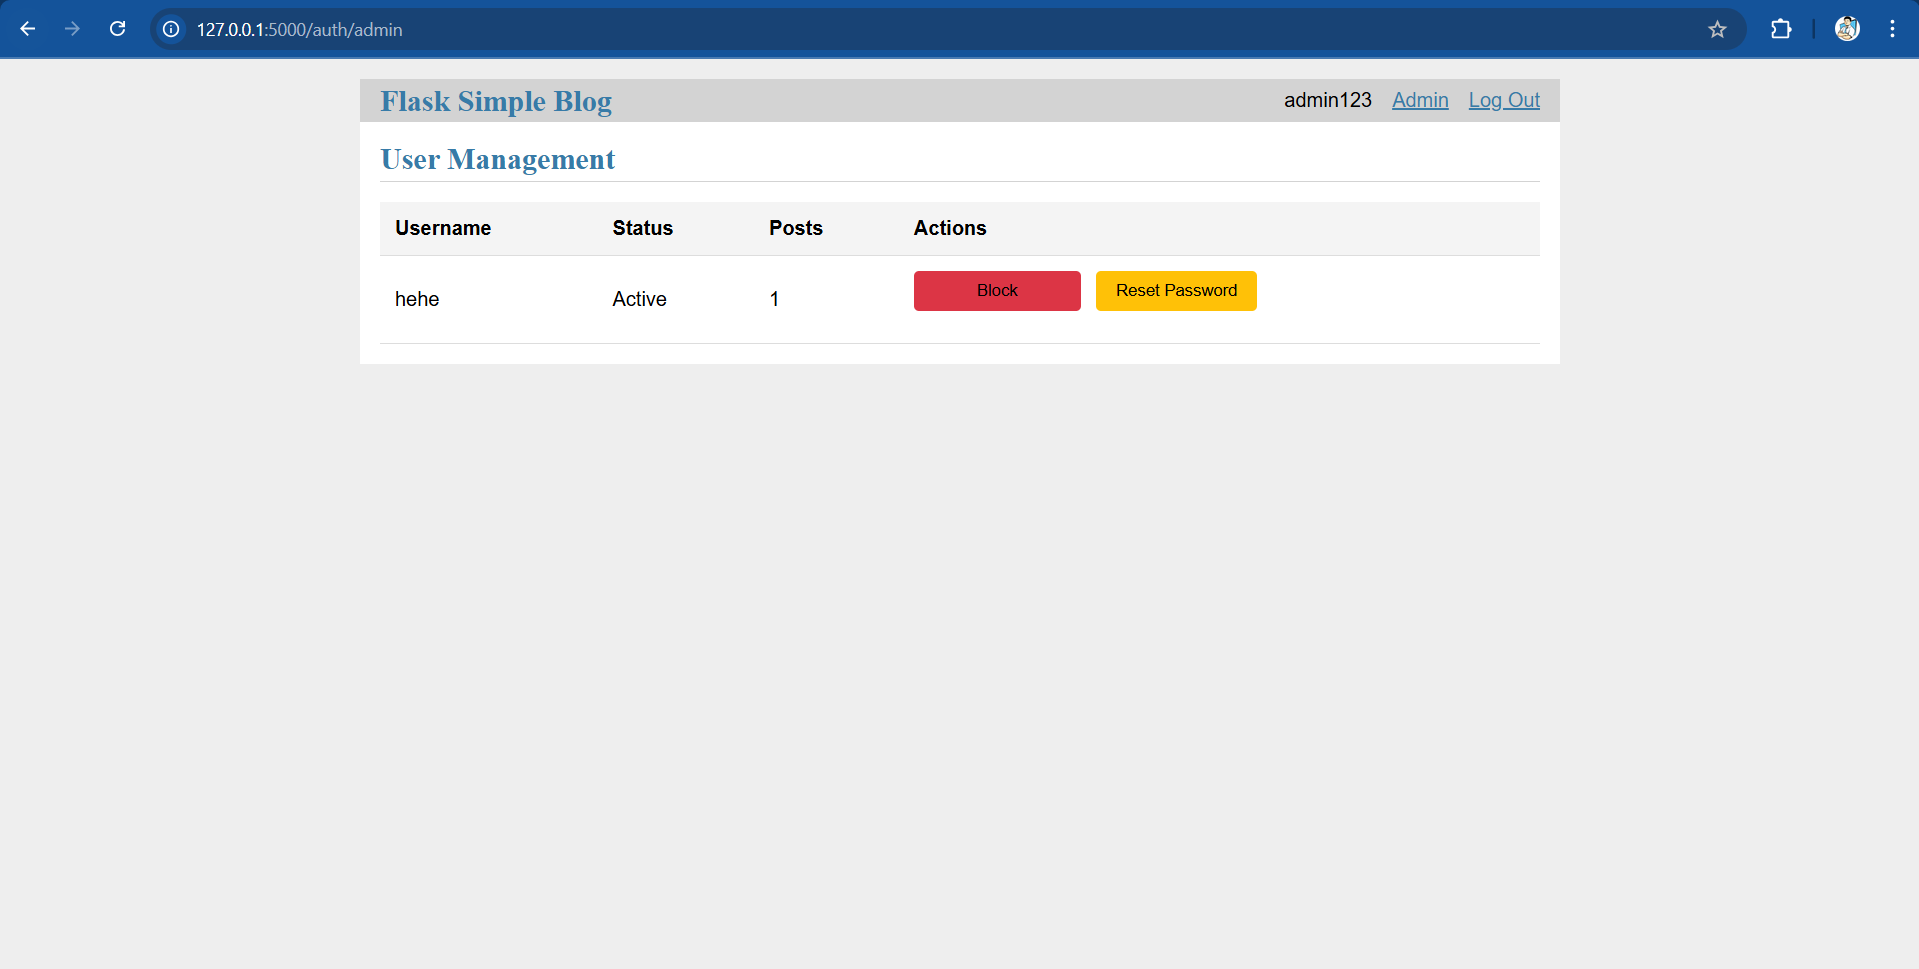 127.0.0.1:5000/auth/admin
Flask Simple Blog admin123 Admin Log Out
User Management
Username Status Posts Actions
hehe Active 1 Block Reset Password